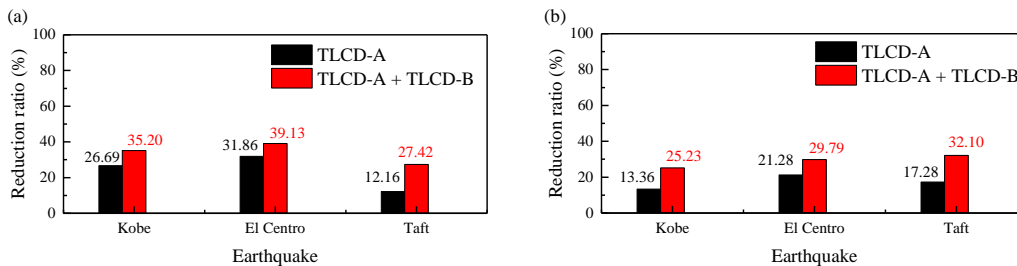 (a)
Reduction ratio (%)
100
80
60
40
20
0
TLCD-A
TLCD-A + TLCD-B
26.69
35.20
31.86
39.13
12.16
27.42
Kobe
El Centro
Taft
Earthquake
(b)
Reduction ratio (%)
100
80
60
40
20
0
TLCD-A
TLCD-A + TLCD-B
13.36
25.23
21.28
29.79
17.28
32.10
Kobe
El Centro
Taft
Earthquake